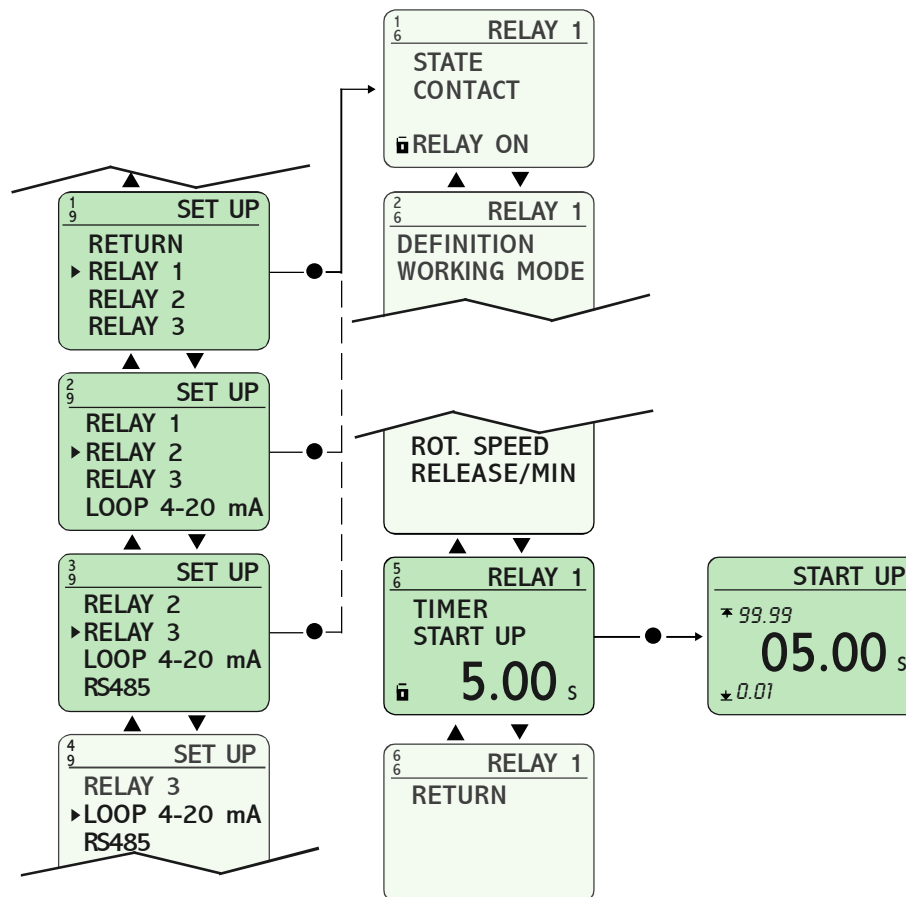 1
6 RELAY 1
STATE
CONTACT
RELAY ON
1
9 SET UP
RETURN
RELAY 1
RELAY 2
RELAY 3
2
6 RELAY 1
DEFINITION
WORKING MODE
2
9 SET UP
RELAY 1
RELAY 2
RELAY 3
LOOP 4-20 mA
ROT. SPEED
RELEASE/MIN
3
9 SET UP
RELAY 2
RELAY 3
LOOP 4-20 mA
RS485
5
6 RELAY 1
TIMER
START UP
5.00 s
START UP
99.99
05.00 s
0.01
4
9 SET UP
RELAY 3
LOOP 4-20 mA
RS485
6
6 RELAY 1
RETURN